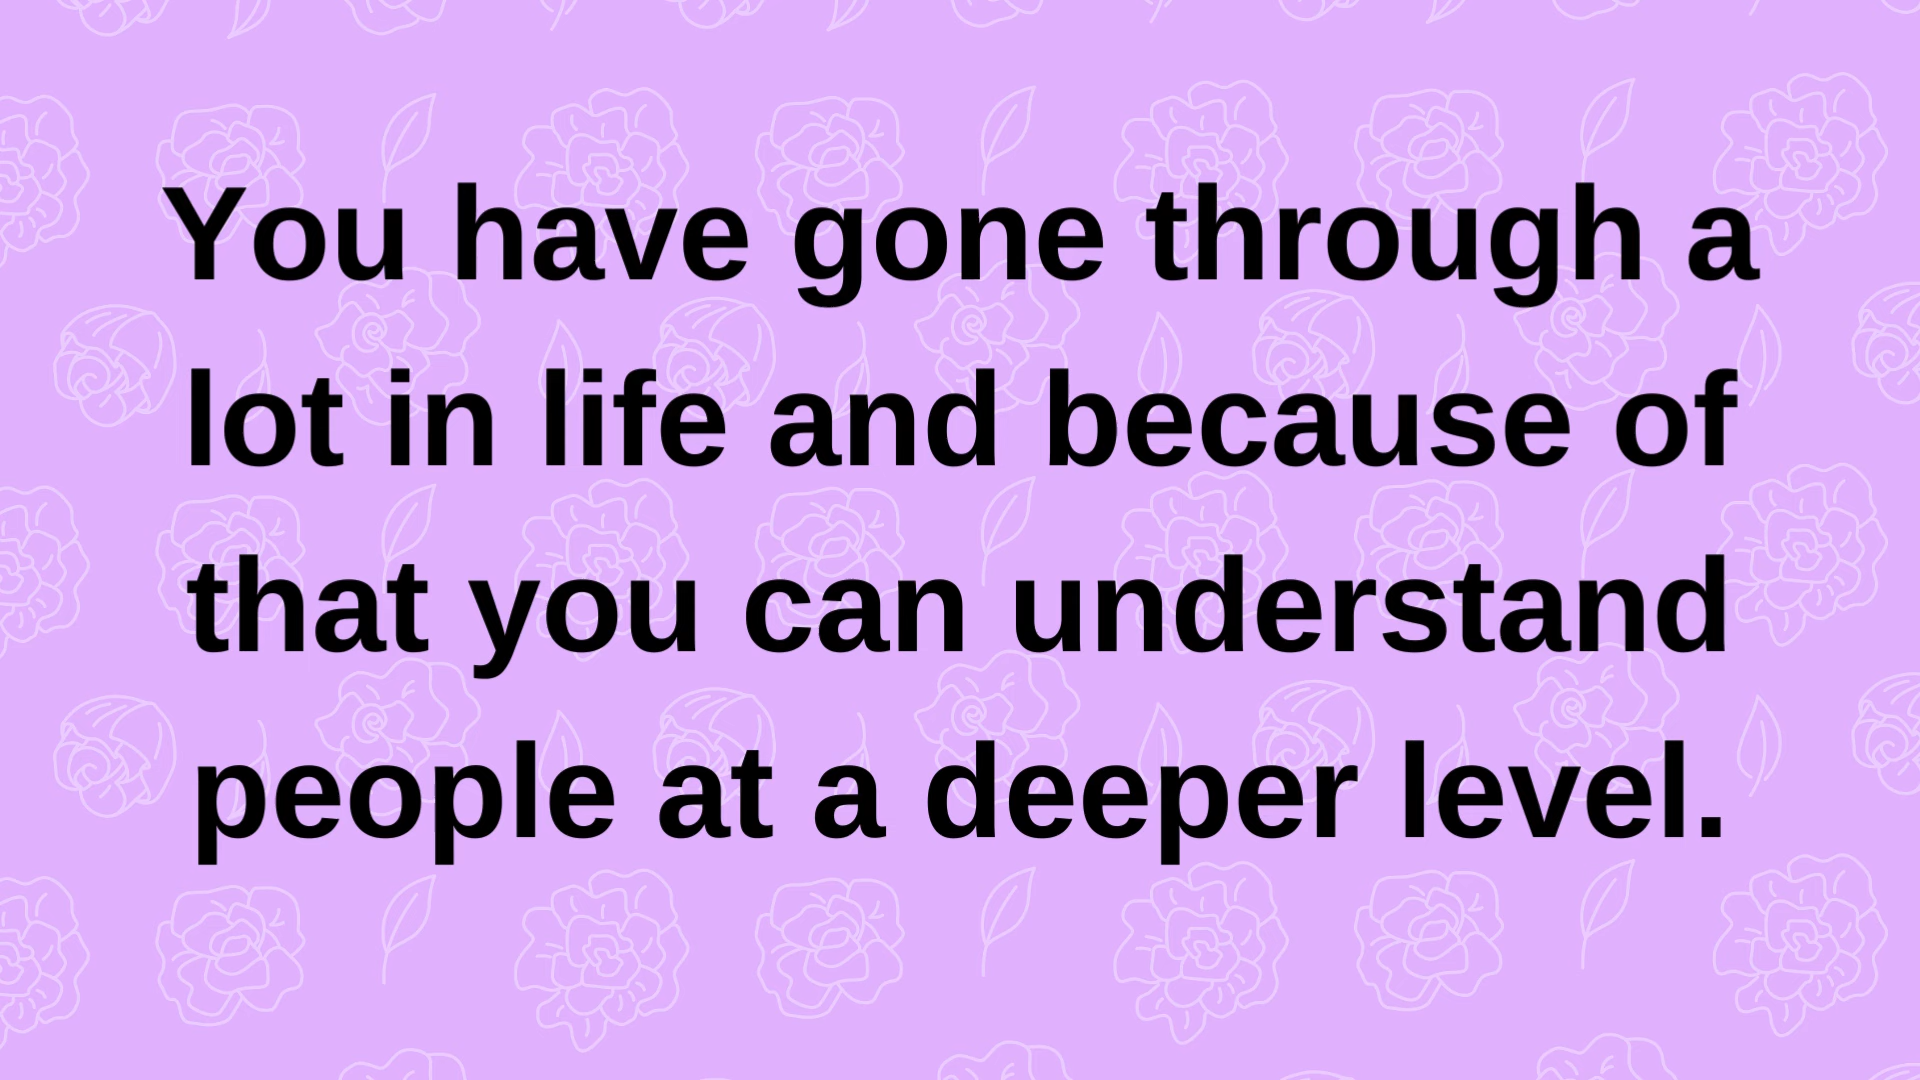 You have gone through a
lot in life and because of
that you can understand
people at a deeper level.